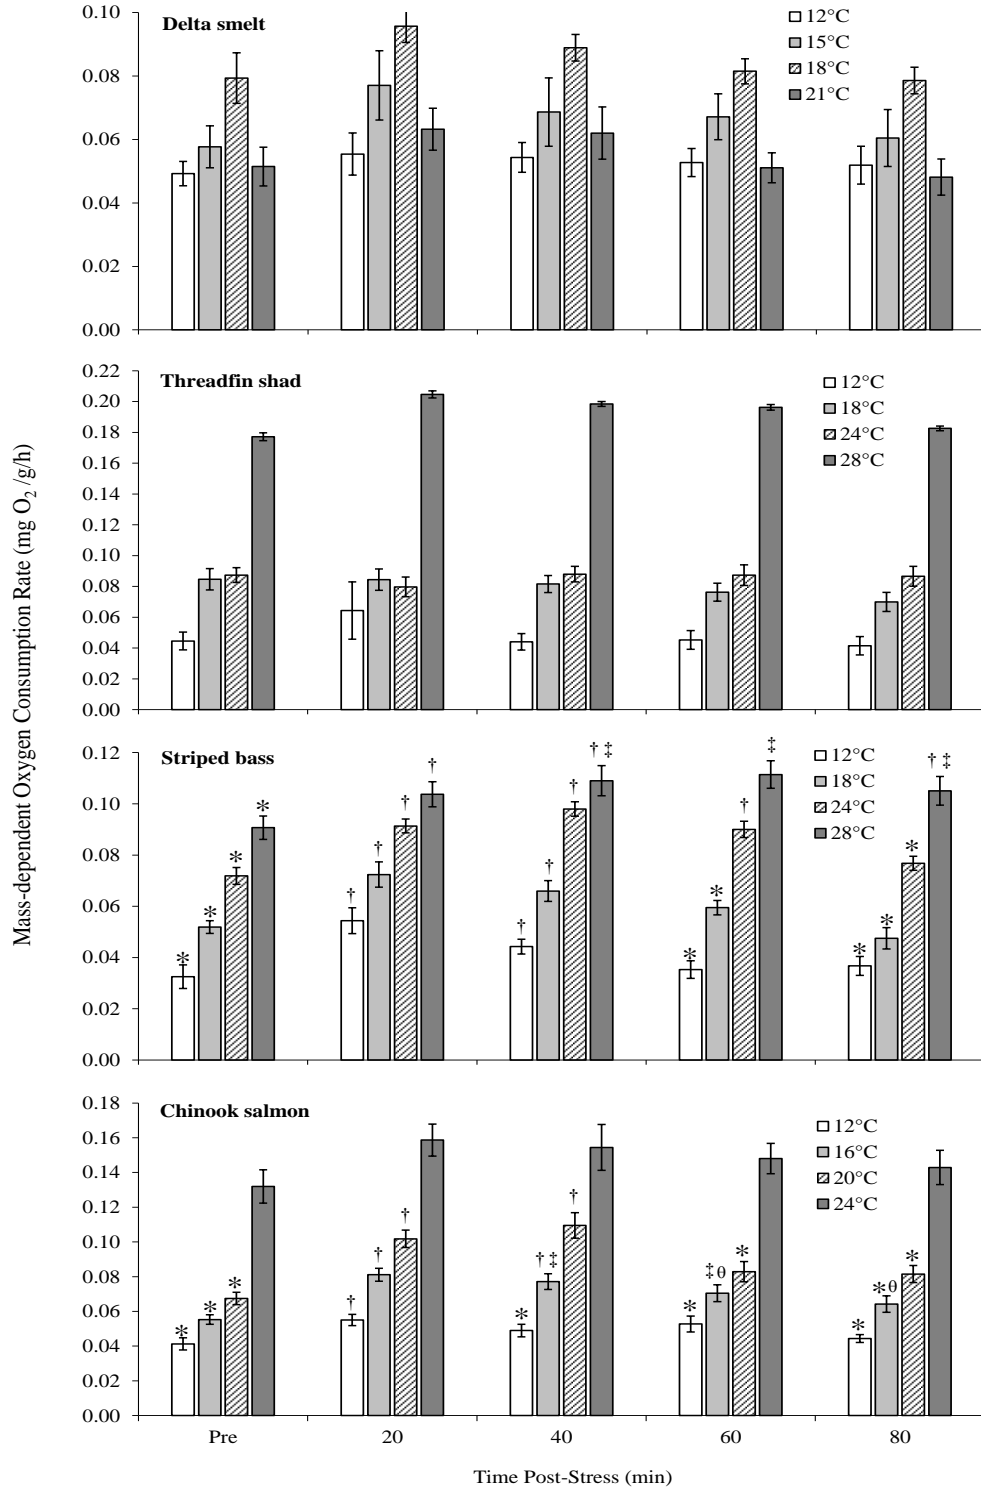 Mass-dependent Oxygen Consumption Rate (mg O₂ /g/h)
Delta smelt
12°C
15°C
18°C
21°C
0.10
0.08
0.06
0.04
0.02
0.00
Threadfin shad
12°C
18°C
24°C
28°C
0.22
0.20
0.18
0.16
0.14
0.12
0.10
0.08
0.06
0.04
0.02
0.00
Striped bass
12°C
18°C
24°C
28°C
0.12
0.10
0.08
0.06
0.04
0.02
0.00
* * * *
† † † †
† † † † ‡
* * † ‡
* * * † ‡
Chinook salmon
12°C
16°C
20°C
24°C
0.18
0.16
0.14
0.12
0.10
0.08
0.06
0.04
0.02
0.00
* * *
† † †
* † ‡ †
* ‡ θ *
* * θ *
Pre 20 40 60 80
Time Post-Stress (min)